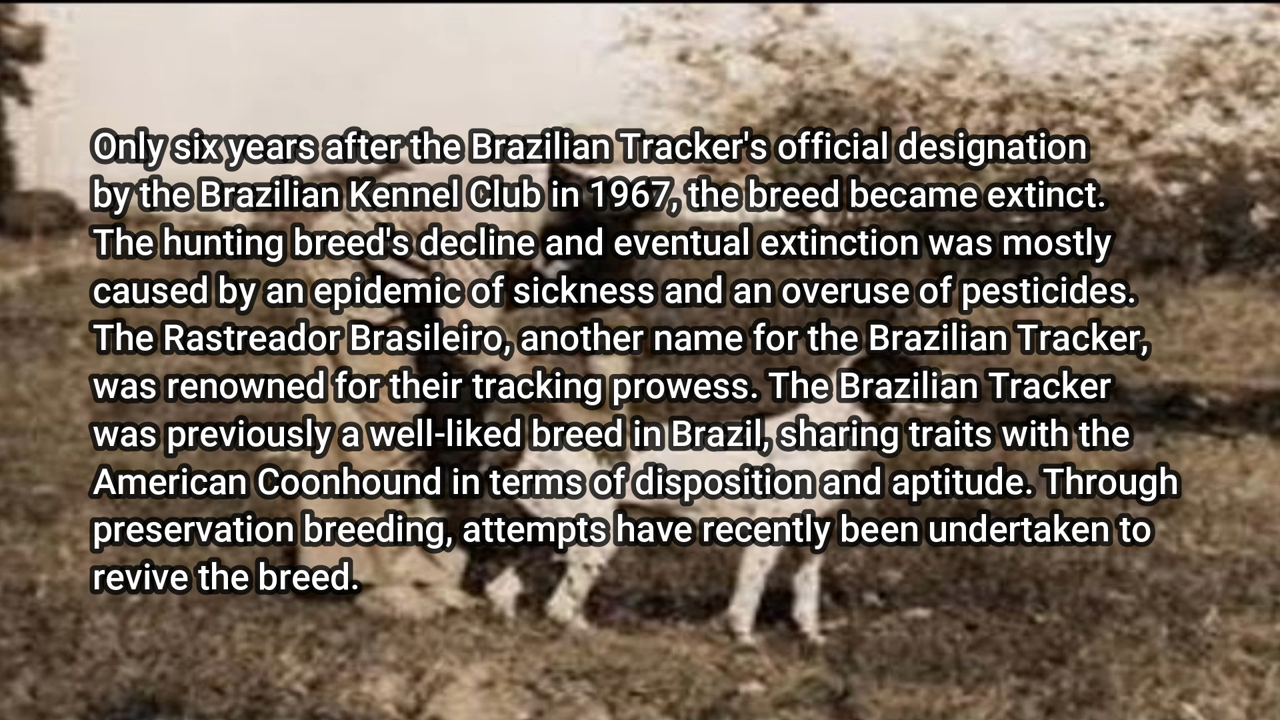 Only six years after the Brazilian Tracker's official designation
by the Brazilian Kennel Club in 1967, the breed became extinct.
The hunting breed's decline and eventual extinction was mostly
caused by an epidemic of sickness and an overuse of pesticides.
The Rastreador Brasileiro, another name for the Brazilian Tracker,
was renowned for their tracking prowess. The Brazilian Tracker
was previously a well-liked breed in Brazil, sharing traits with the
American Coonhound in terms of disposition and aptitude. Through
preservation breeding, attempts have recently been undertaken to
revive the breed.